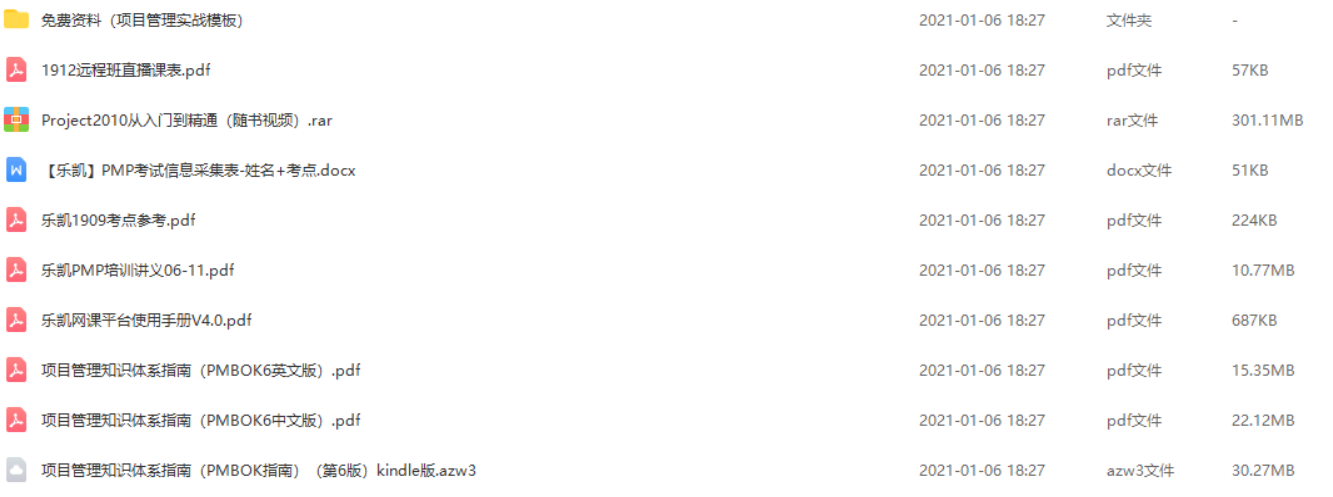 免费资料（项目管理实战模板） 2021-01-06 18:27 文件夹 -
1912远程班直播课表.pdf 2021-01-06 18:27 pdf文件 57KB
Project2010从入门到精通（随书视频）.rar 2021-01-06 18:27 rar文件 301.11MB
【乐凯】PMP考试信息采集表-姓名+考点.docx 2021-01-06 18:27 docx文件 51KB
乐凯1909考点参考.pdf 2021-01-06 18:27 pdf文件 224KB
乐凯PMP培训讲义06-11.pdf 2021-01-06 18:27 pdf文件 10.77MB
乐凯网课平台使用手册V4.0.pdf 2021-01-06 18:27 pdf文件 687KB
项目管理知识体系指南（PMBOK6英文版）.pdf 2021-01-06 18:27 pdf文件 15.35MB
项目管理知识体系指南（PMBOK6中文版）.pdf 2021-01-06 18:27 pdf文件 22.12MB
项目管理知识体系指南（PMBOK指南）（第6版）kindle版.azw3 2021-01-06 18:27 azw3文件 30.27MB